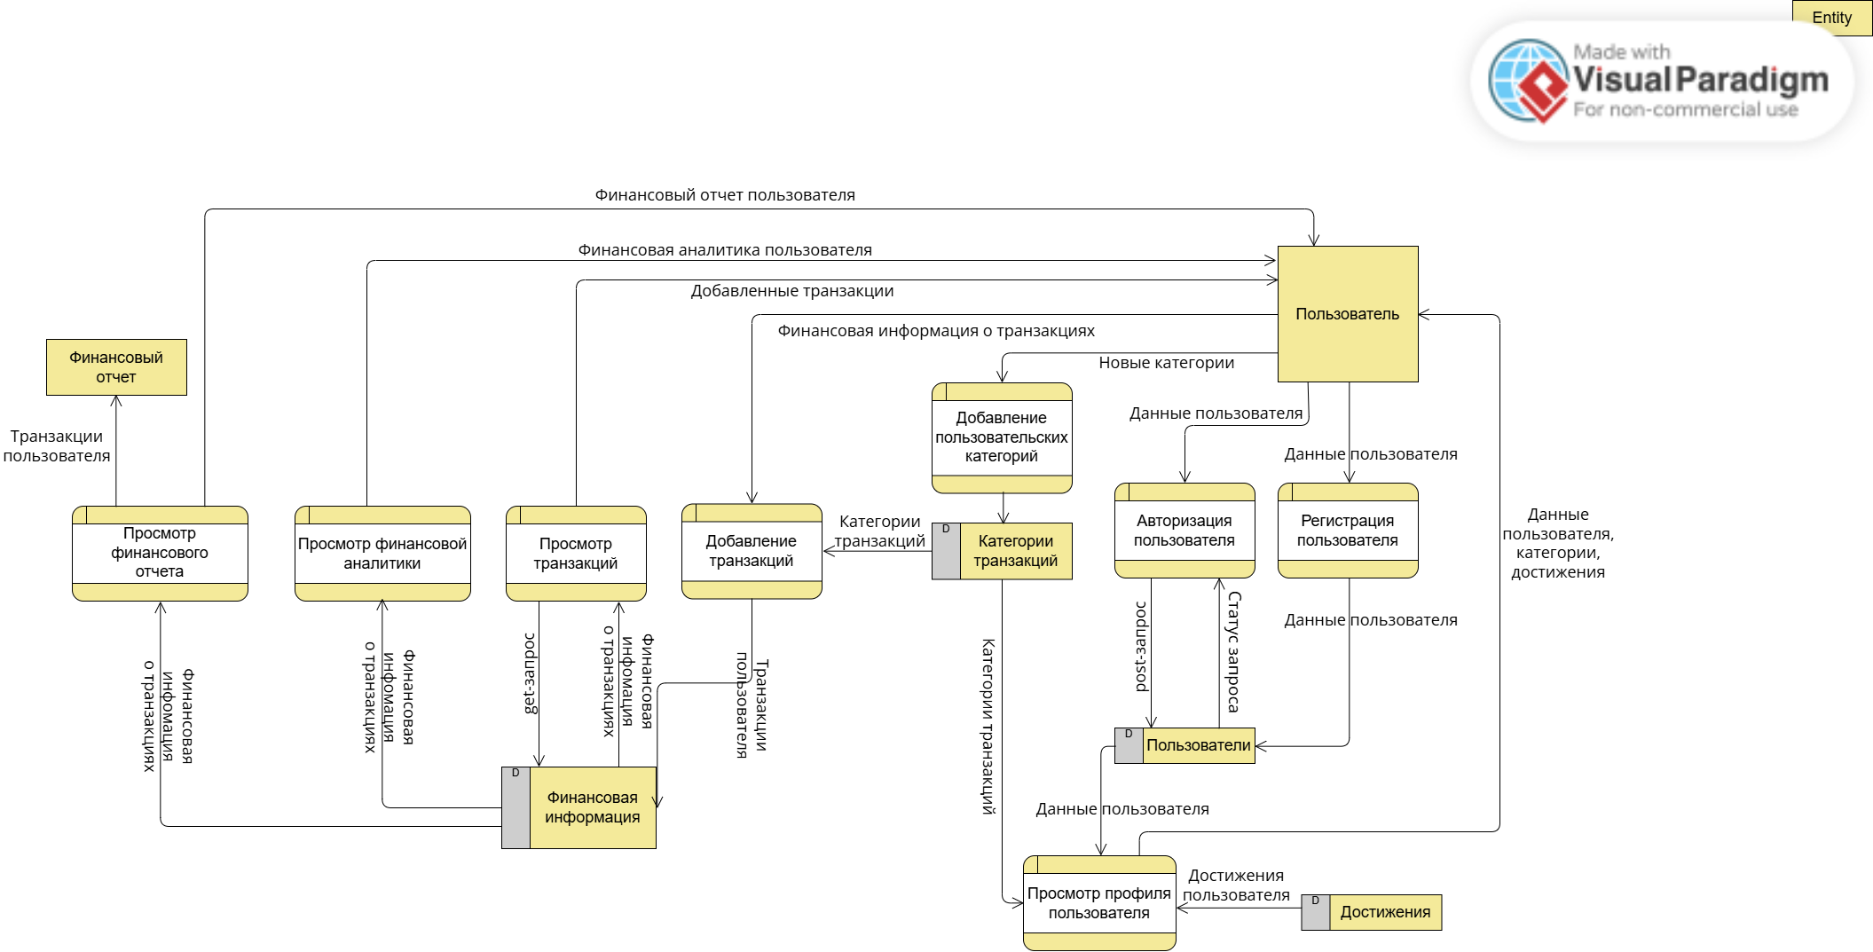 Entity
Made with
Visual Paradigm
For non-commercial use
Финансовый отчет пользователя
Финансовая аналитика пользователя
Добавленные транзакции
Пользователь
Финансовая информация о транзакциях
Новые категории
Финансовый
отчет
Транзакции
пользователя
Добавление
пользовательских
категорий
Данные пользователя
Данные пользователя
Просмотр
финансового
отчета
Просмотр финансовой
аналитики
Просмотр
транзакций
Добавление
транзакций
Категории
транзакций
D
Категории
транзакций
Авторизация
пользователя
Регистрация
пользователя
Данные
пользователя,
категории,
достижения
Финансовая
инфомация
о транзакциях
Финансовая
инфомация
о транзакциях
get-запрос
Финансовая
инфомация
о транзакциях
Транзакции
пользователя
Категории транзакций
post-запрос
Статус запроса
Данные пользователя
D
Пользователи
D
Финансовая
информация
Данные пользователя
Просмотр профиля
пользователя
Достижения
пользователя
D
Достижения